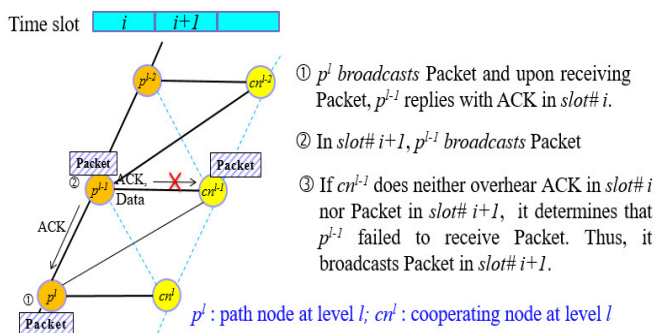 Time slot i i+1
① p^l broadcasts Packet and upon receiving
Packet, p^l-1 replies with ACK in slot# i.
② In slot# i+1, p^l-1 broadcasts Packet
③ If cn^l-1 does neither overhear ACK in slot# i
nor Packet in slot# i+1, it determines that
p^l-1 failed to receive Packet. Thus, it
broadcasts Packet in slot# i+1.
p^l-2 cn^l-2
Packet Packet
② p^l-1 ACK, cn^l-1
Data
ACK
① p^l cn^l
Packet
p^l : path node at level l; cn^l : cooperating node at level l